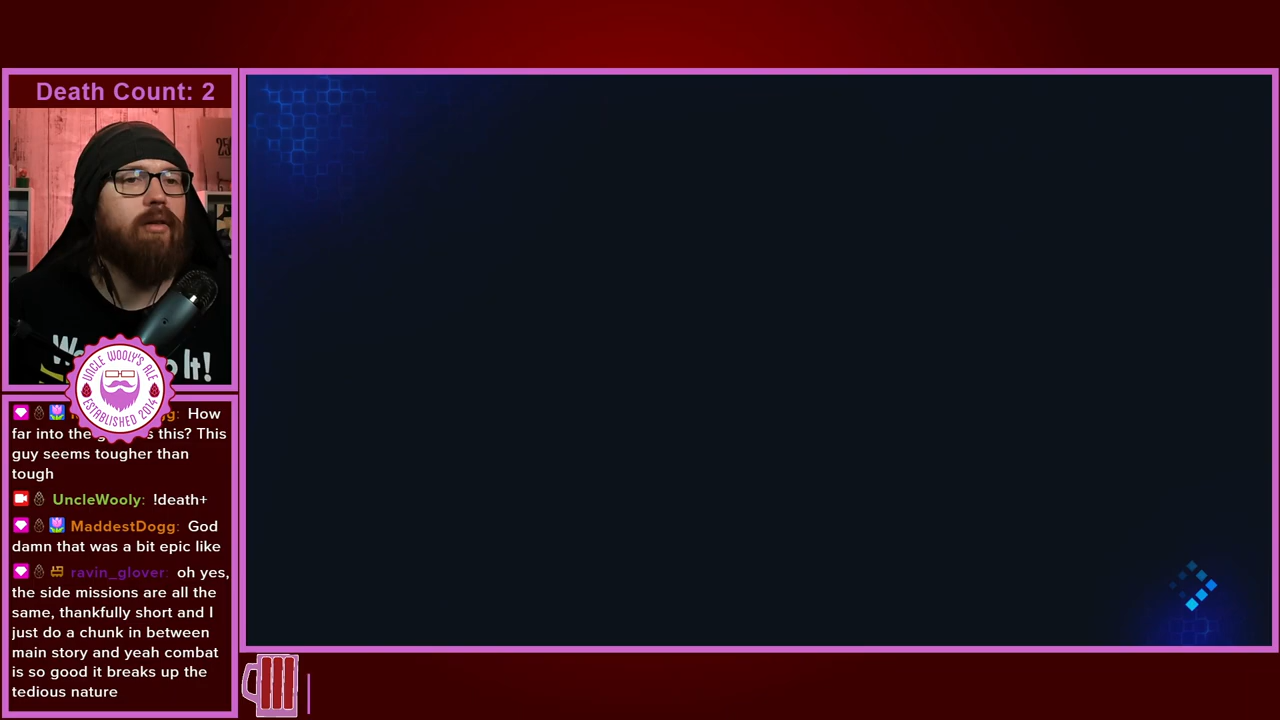 Death Count: 2
25
UNCLE WOOLY'S ALE
ESTABLISHED 2014
How
far into the this? This
guy seems tougher than
tough
UncleWooly: !death+
MaddestDogg: God
damn that was a bit epic like
ravin_glover: oh yes,
the side missions are all the
same, thankfully short and I
just do a chunk in between
main story and yeah combat
is so good it breaks up the
tedious nature